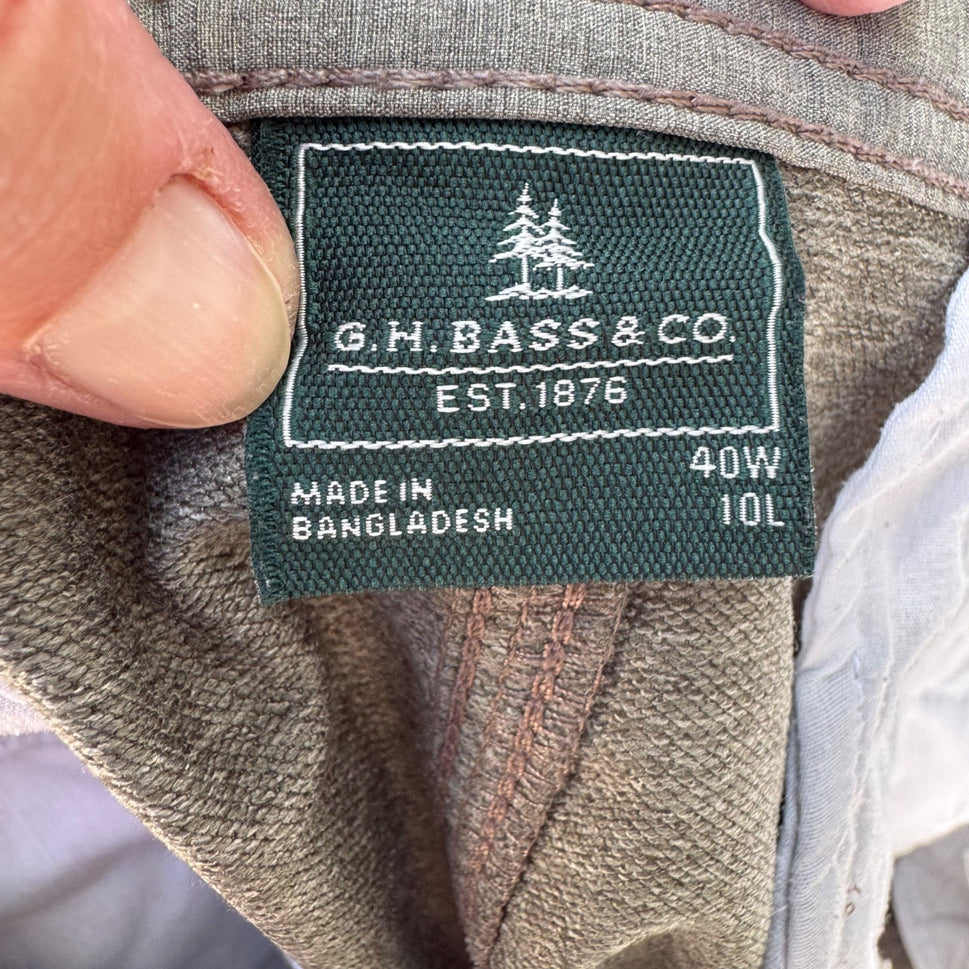 G.H. BASS & CO.
EST. 1876
40W
10L
MADE IN
BANGLADESH